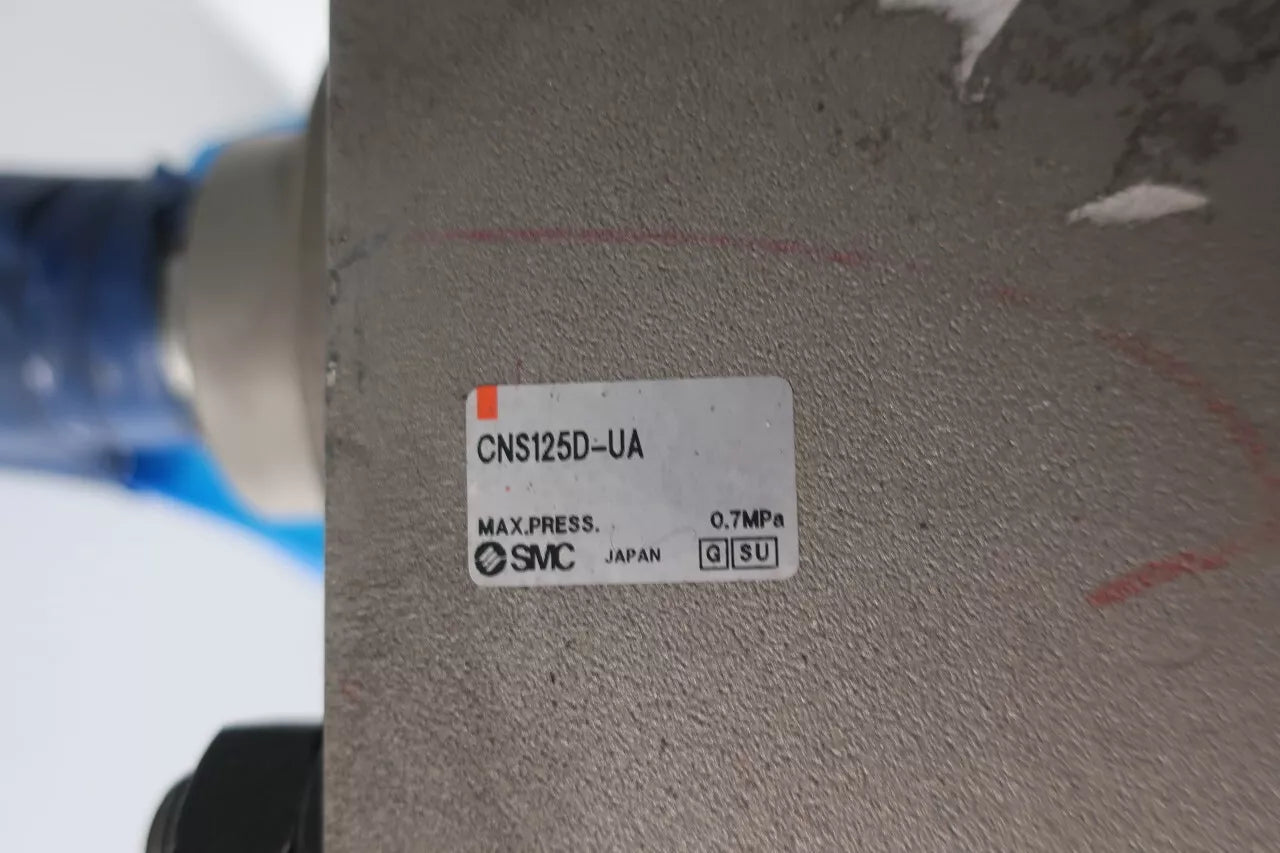 CNS125D-UA
MAX.PRESS. 0.7MPa
SMC JAPAN Q SU